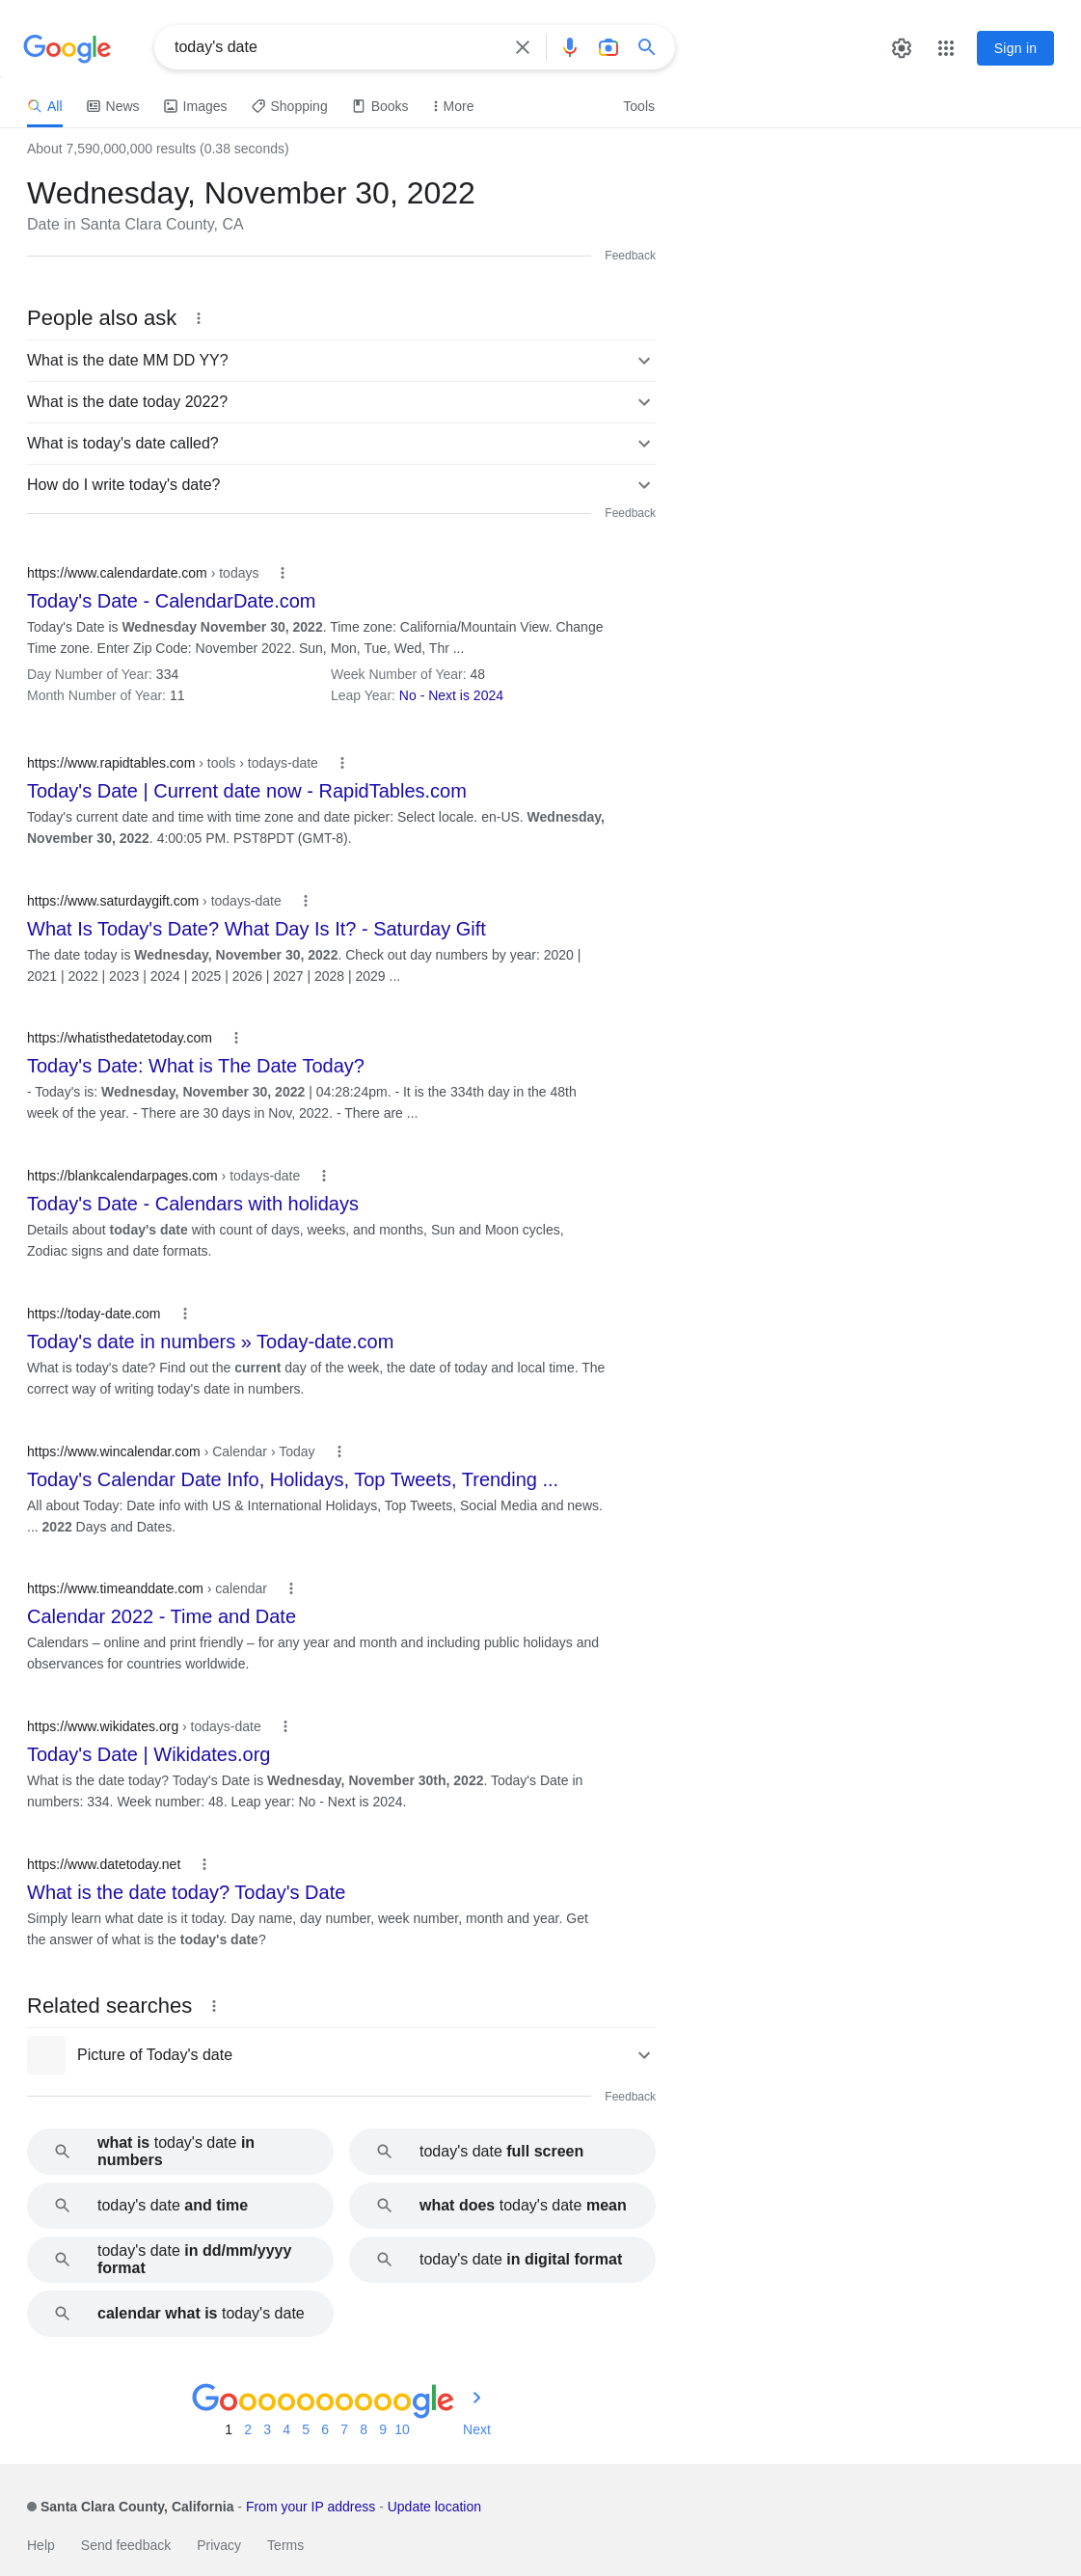 Google
today's date
Sign in
All
News
Images
Shopping
Books
More
Tools
About 7,590,000,000 results (0.38 seconds)
Wednesday, November 30, 2022
Date in Santa Clara County, CA
Feedback
People also ask
What is the date MM DD YY?
What is the date today 2022?
What is today's date called?
How do I write today's date?
Feedback
https://www.calendardate.com › todays
Today's Date - CalendarDate.com
Today's Date is Wednesday November 30, 2022. Time zone: California/Mountain View. Change
Time zone. Enter Zip Code: November 2022. Sun, Mon, Tue, Wed, Thr ...
Day Number of Year: 334
Week Number of Year: 48
Month Number of Year: 11
Leap Year: No - Next is 2024
https://www.rapidtables.com › tools › todays-date
Today's Date | Current date now - RapidTables.com
Today's current date and time with time zone and date picker: Select locale. en-US. Wednesday,
November 30, 2022. 4:00:05 PM. PST8PDT (GMT-8).
https://www.saturdaygift.com › todays-date
What Is Today's Date? What Day Is It? - Saturday Gift
The date today is Wednesday, November 30, 2022. Check out day numbers by year: 2020 |
2021 | 2022 | 2023 | 2024 | 2025 | 2026 | 2027 | 2028 | 2029 ...
https://whatisthedatetoday.com
Today's Date: What is The Date Today?
- Today's is: Wednesday, November 30, 2022 | 04:28:24pm. - It is the 334th day in the 48th
week of the year. - There are 30 days in Nov, 2022. - There are ...
https://blankcalendarpages.com › todays-date
Today's Date - Calendars with holidays
Details about today's date with count of days, weeks, and months, Sun and Moon cycles,
Zodiac signs and date formats.
https://today-date.com
Today's date in numbers » Today-date.com
What is today's date? Find out the current day of the week, the date of today and local time. The
correct way of writing today's date in numbers.
https://www.wincalendar.com › Calendar › Today
Today's Calendar Date Info, Holidays, Top Tweets, Trending ...
All about Today: Date info with US & International Holidays, Top Tweets, Social Media and news.
... 2022 Days and Dates.
https://www.timeanddate.com › calendar
Calendar 2022 - Time and Date
Calendars – online and print friendly – for any year and month and including public holidays and
observances for countries worldwide.
https://www.wikidates.org › todays-date
Today's Date | Wikidates.org
What is the date today? Today's Date is Wednesday, November 30th, 2022. Today's Date in
numbers: 334. Week number: 48. Leap year: No - Next is 2024.
https://www.datetoday.net
What is the date today? Today's Date
Simply learn what date is it today. Day name, day number, week number, month and year. Get
the answer of what is the today's date?
Related searches
Picture of Today's date
Feedback
what is today's date in
numbers
today's date full screen
today's date and time
what does today's date mean
today's date in dd/mm/yyyy
format
today's date in digital format
calendar what is today's date
Goooooooooogle
1 2 3 4 5 6 7 8 9 10 Next
Santa Clara County, California - From your IP address - Update location
Help Send feedback Privacy Terms